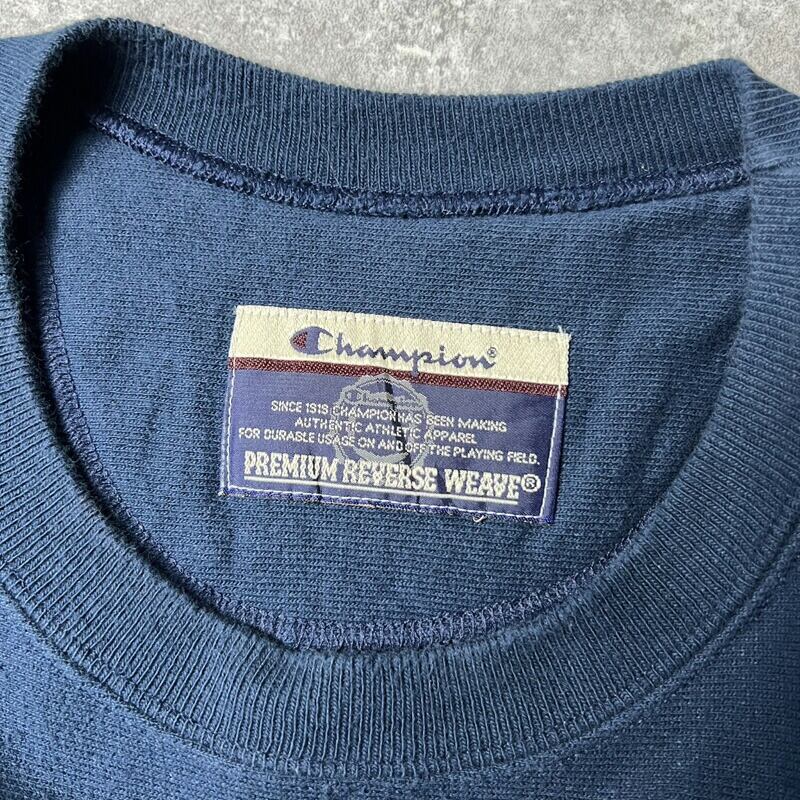 Champion®
SINCE 1919 CHAMPION HAS BEEN MAKING
AUTHENTIC ATHLETIC APPAREL
FOR DURABLE USAGE ON AND OFF THE PLAYING FIELD.
PREMIUM REVERSE WEAVE®